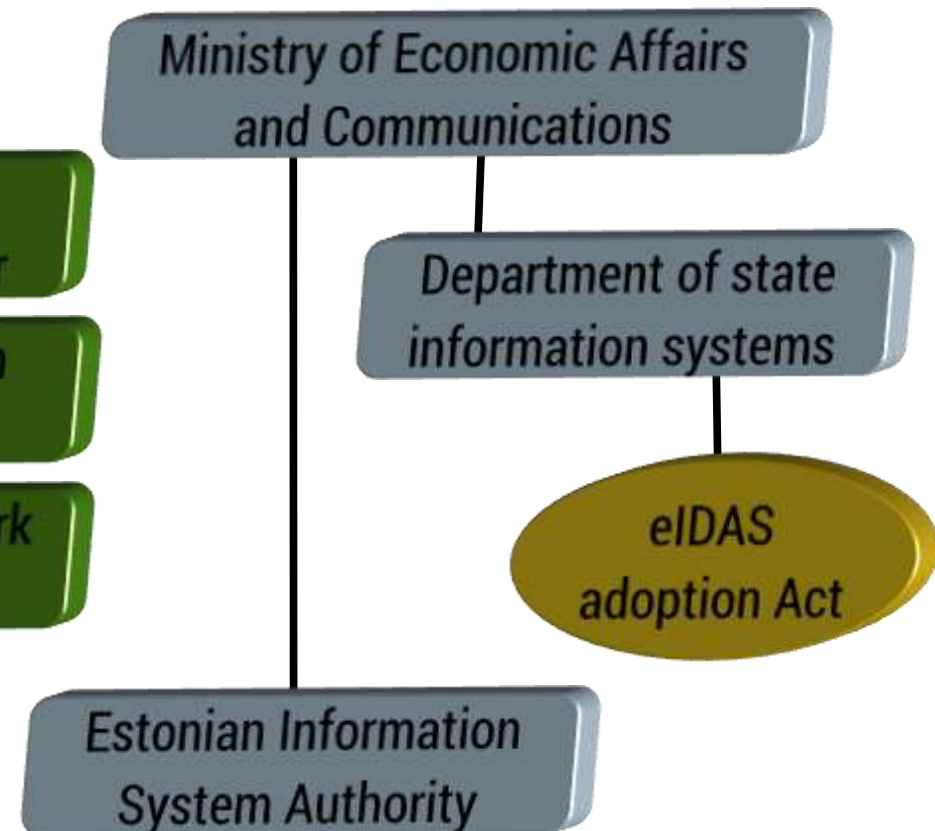 Ministry of Economic Affairs
and Communications
Department of state
information systems
eIDAS
adoption Act
Estonian Information
System Authority